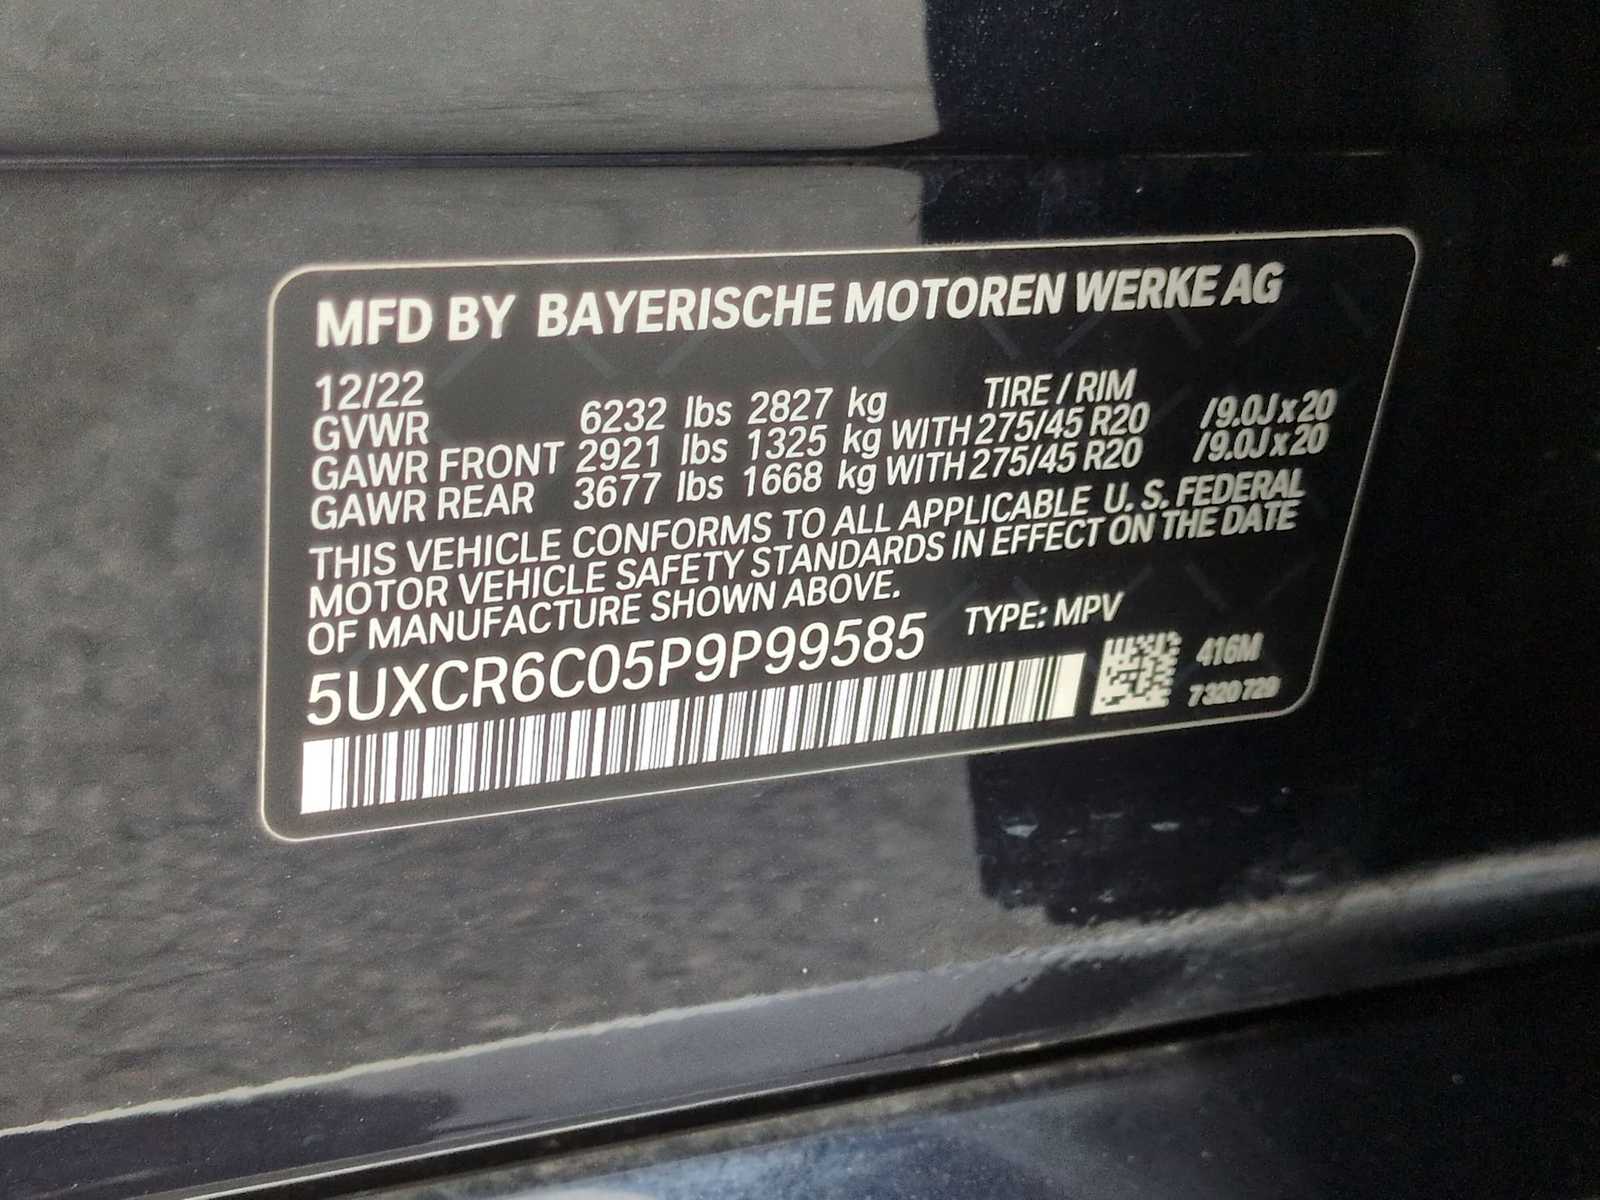 MFD BY BAYERISCHE MOTOREN WERKE AG
12/22 TIRE / RIM
GVWR 6232 lbs 2827 kg
GAWR FRONT 2921 lbs 1325 kg WITH 275/45 R20 /9.0J x 20
GAWR REAR 3677 lbs 1668 kg WITH 275/45 R20 /9.0J x 20
THIS VEHICLE CONFORMS TO ALL APPLICABLE U. S. FEDERAL
MOTOR VEHICLE SAFETY STANDARDS IN EFFECT ON THE DATE
OF MANUFACTURE SHOWN ABOVE.
5UXCR6C05P9P99585 TYPE: MPV
416M
7 320 729